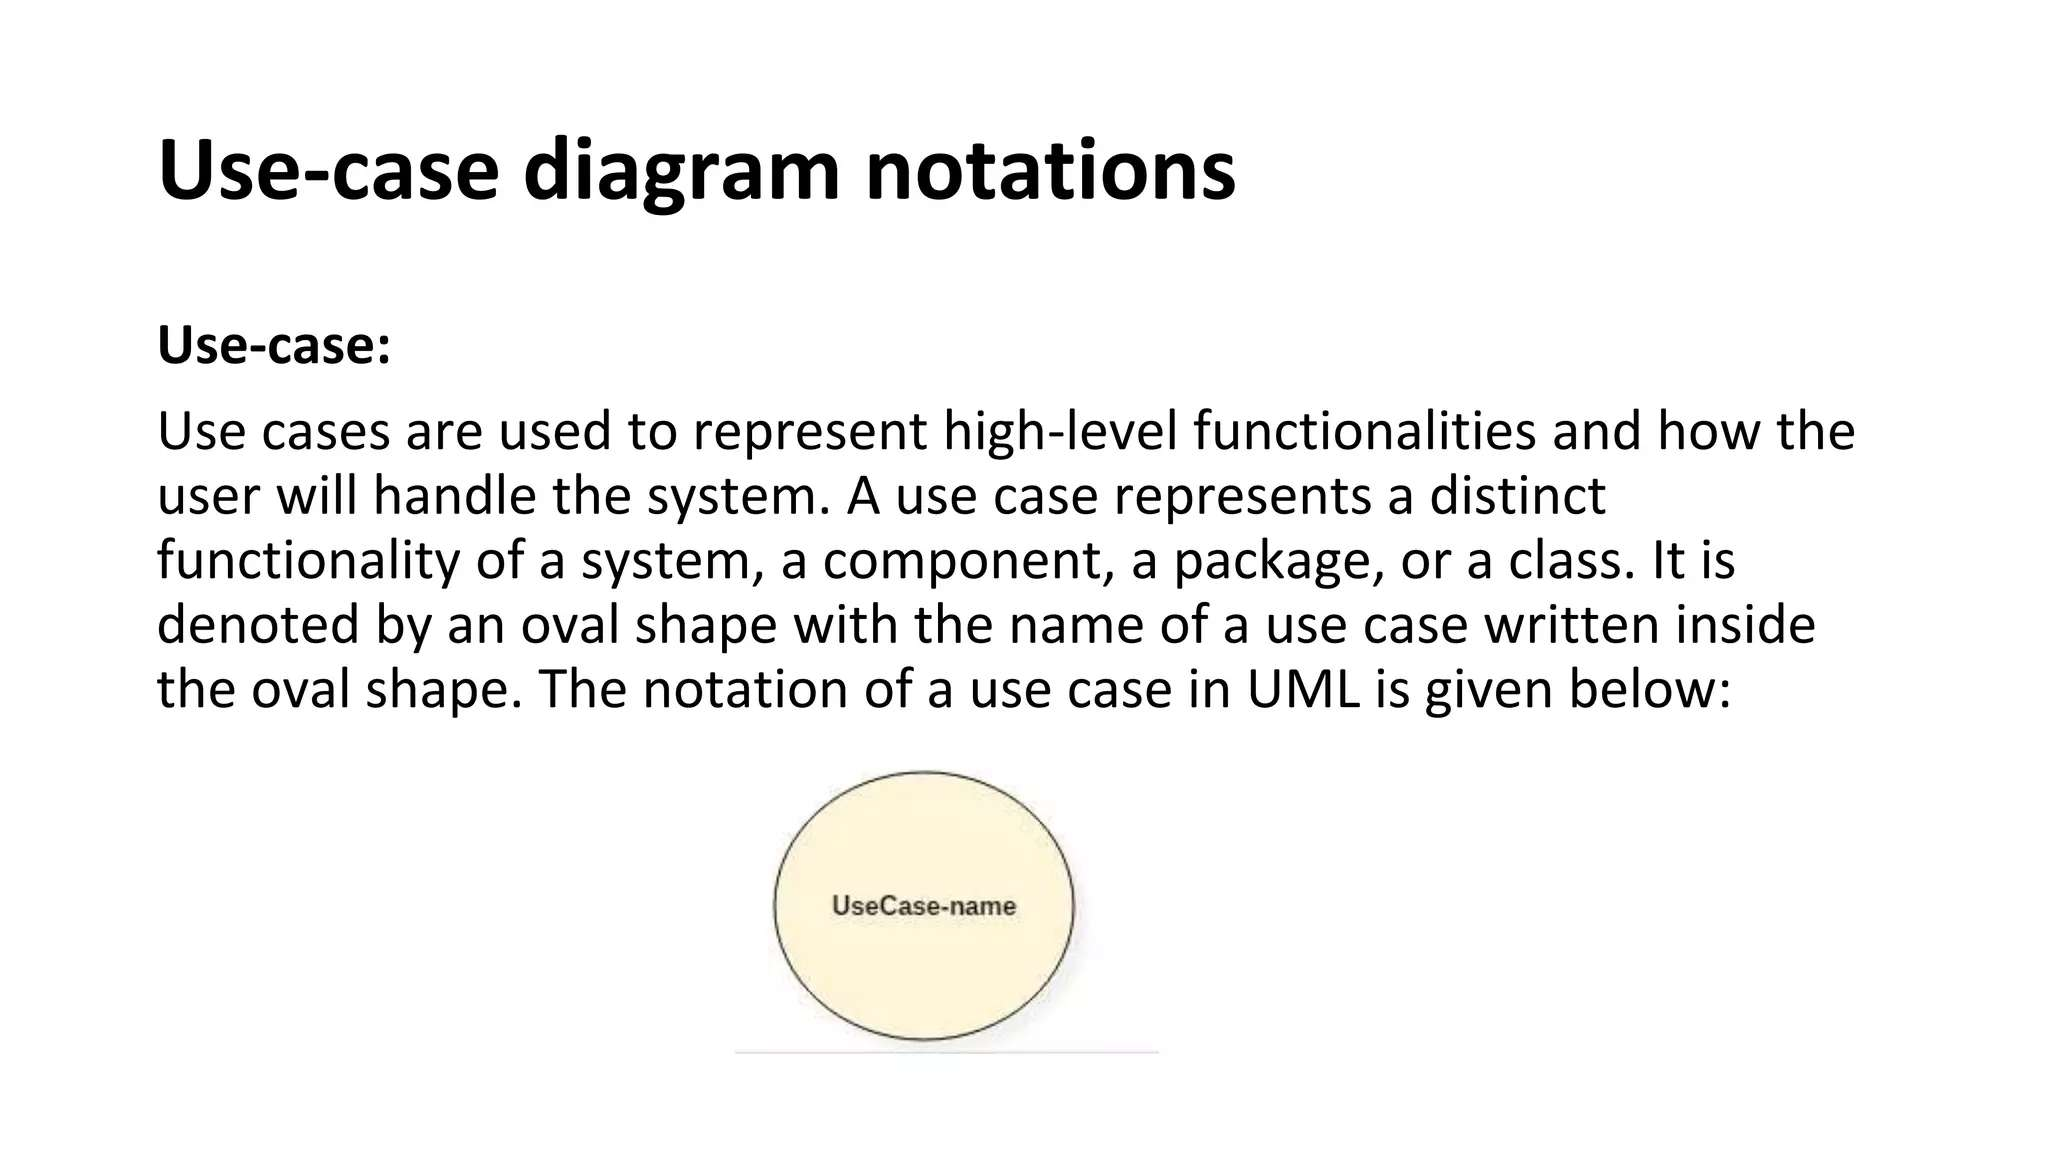 Use-case diagram notations
Use-case:
Use cases are used to represent high-level functionalities and how the
user will handle the system. A use case represents a distinct
functionality of a system, a component, a package, or a class. It is
denoted by an oval shape with the name of a use case written inside
the oval shape. The notation of a use case in UML is given below:
UseCase-name